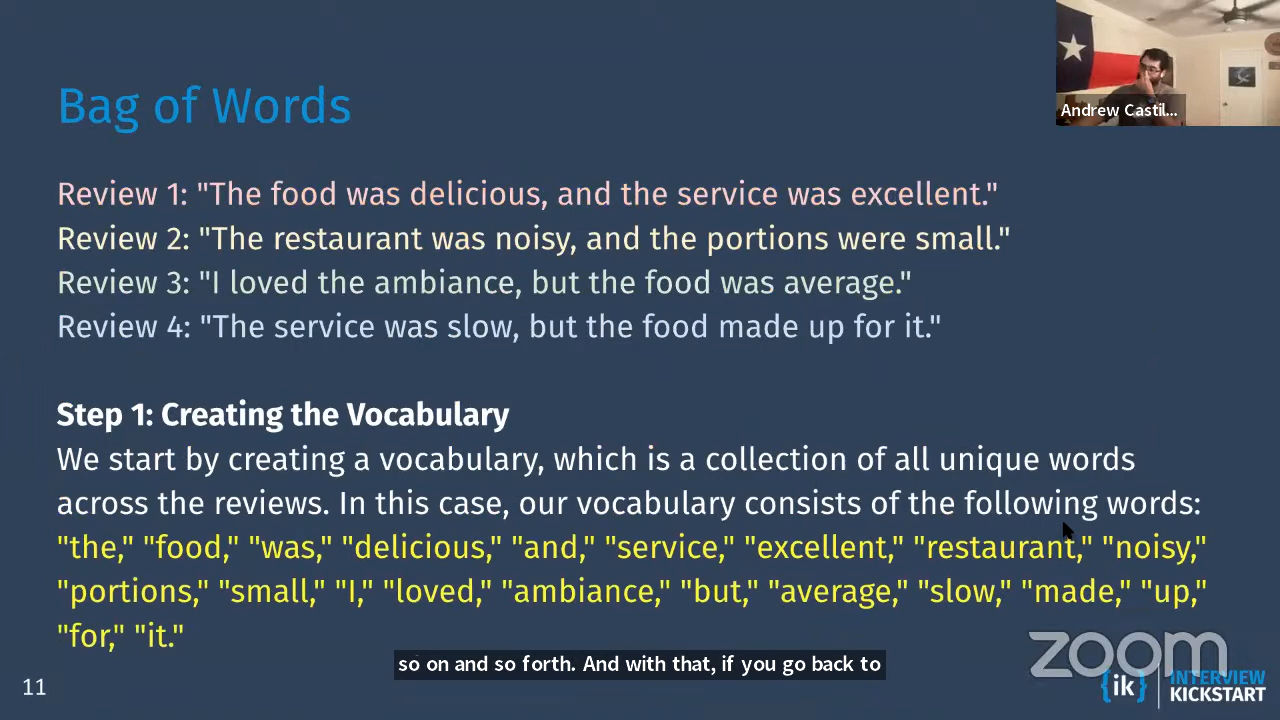 Andrew Castil...
Bag of Words
Review 1: "The food was delicious, and the service was excellent."
Review 2: "The restaurant was noisy, and the portions were small."
Review 3: "I loved the ambiance, but the food was average."
Review 4: "The service was slow, but the food made up for it."
Step 1: Creating the Vocabulary
We start by creating a vocabulary, which is a collection of all unique words
across the reviews. In this case, our vocabulary consists of the following words:
"the," "food," "was," "delicious," "and," "service," "excellent," "restaurant," "noisy,"
"portions," "small," "I," "loved," "ambiance," "but," "average," "slow," "made," "up,"
"for," "it."
so on and so forth. And with that, if you go back to
zoom
11
{ik} INTERVIEW
KICKSTART